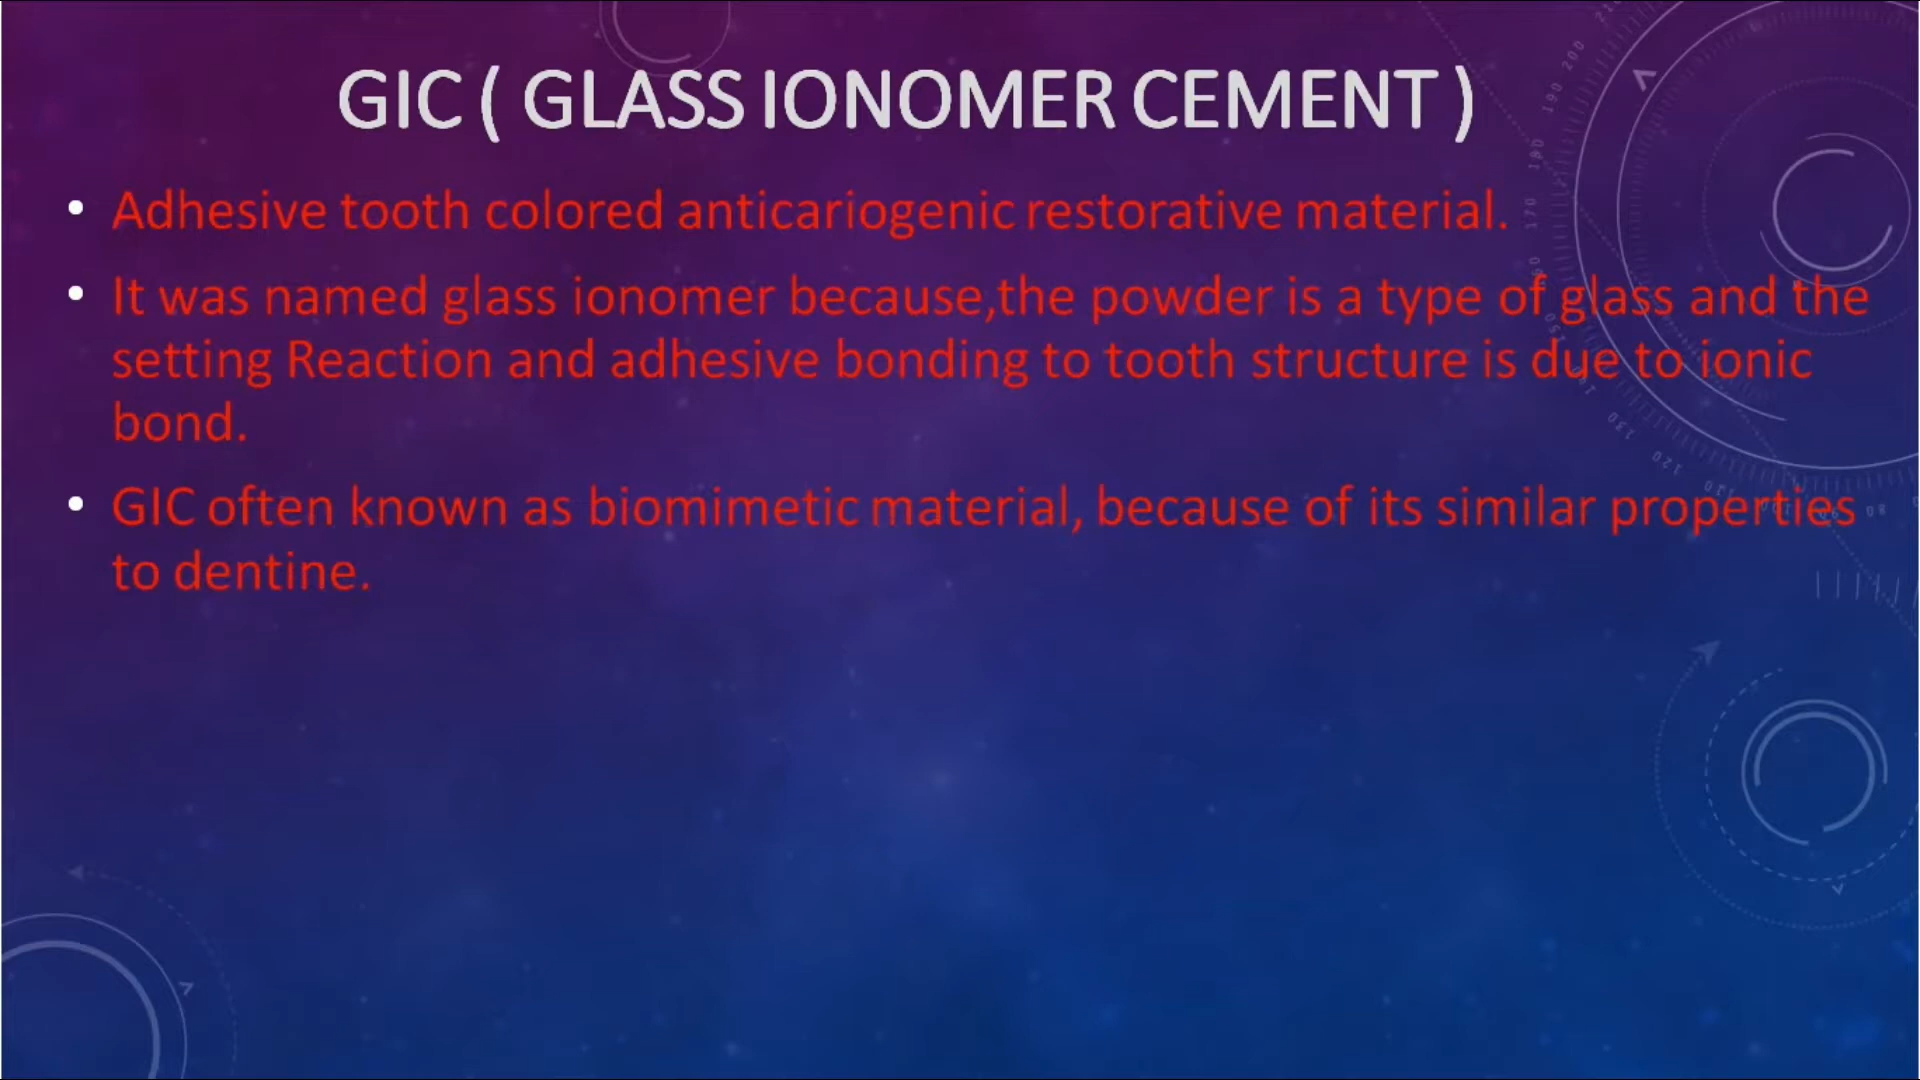 GIC ( GLASS IONOMER CEMENT )
• Adhesive tooth colored anticariogenic restorative material.
• It was named glass ionomer because,the powder is a type of glass and the
setting Reaction and adhesive bonding to tooth structure is due to ionic
bond.
• GIC often known as biomimetic material, because of its similar properties
to dentine.